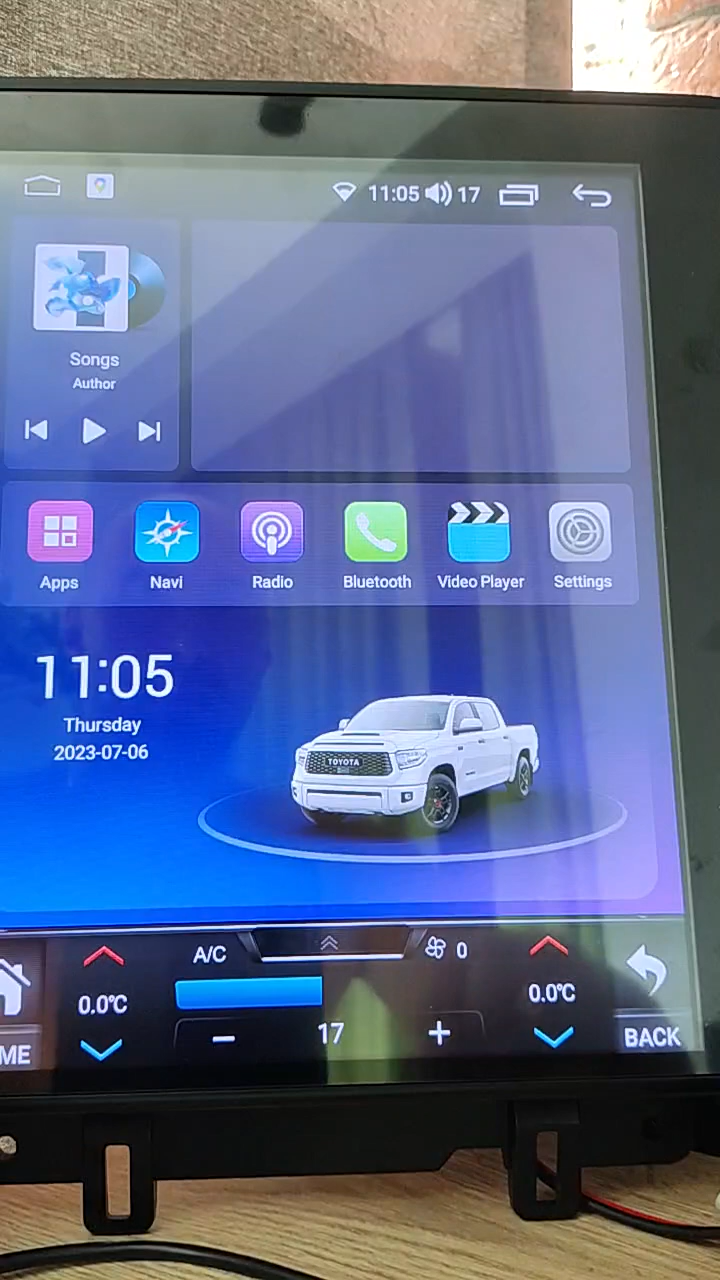 11:05 17
Songs
Author
Apps Navi Radio Bluetooth Video Player Settings
11:05
Thursday
2023-07-06
TOYOTA
A/C 0
0.0°C 0.0°C
17
ME BACK